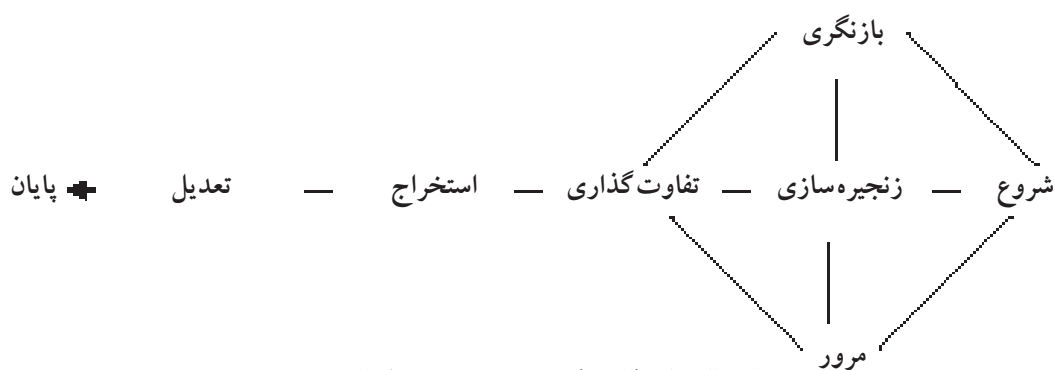 بازنگری
شروع — زنجیره‌سازی — تفاوت‌گذاری — استخراج — تعدیل پایان
مرور